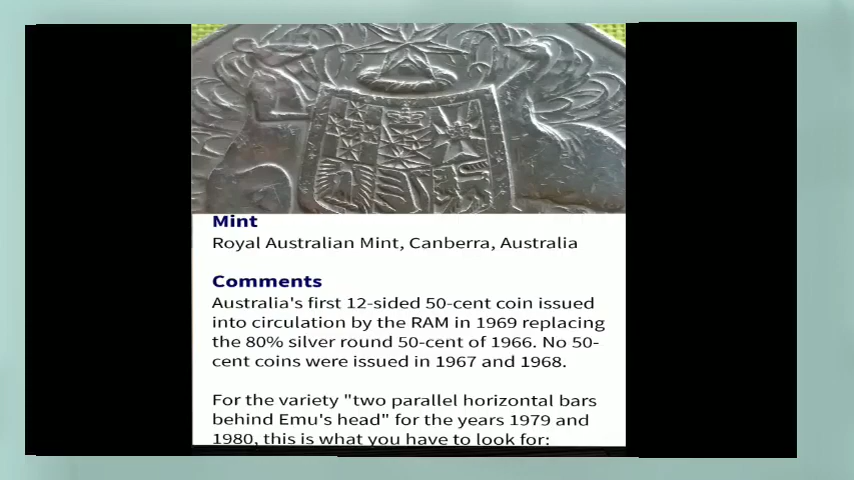 Mint
Royal Australian Mint, Canberra, Australia
Comments
Australia's first 12-sided 50-cent coin issued
into circulation by the RAM in 1969 replacing
the 80% silver round 50-cent of 1966. No 50-
cent coins were issued in 1967 and 1968.
For the variety "two parallel horizontal bars
behind Emu's head" for the years 1979 and
1980, this is what you have to look for: